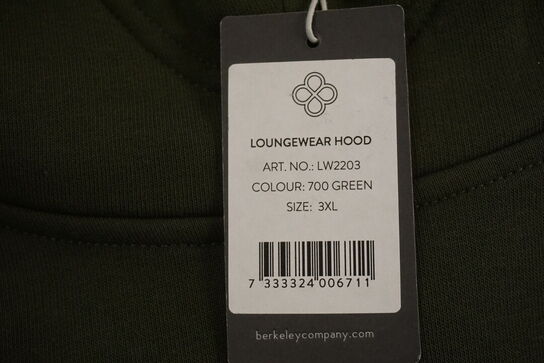 LOUNGEWEAR HOOD
ART. NO.: LW2203
COLOUR: 700 GREEN
SIZE: 3XL
7 333324 006711
berkeleycompany.com